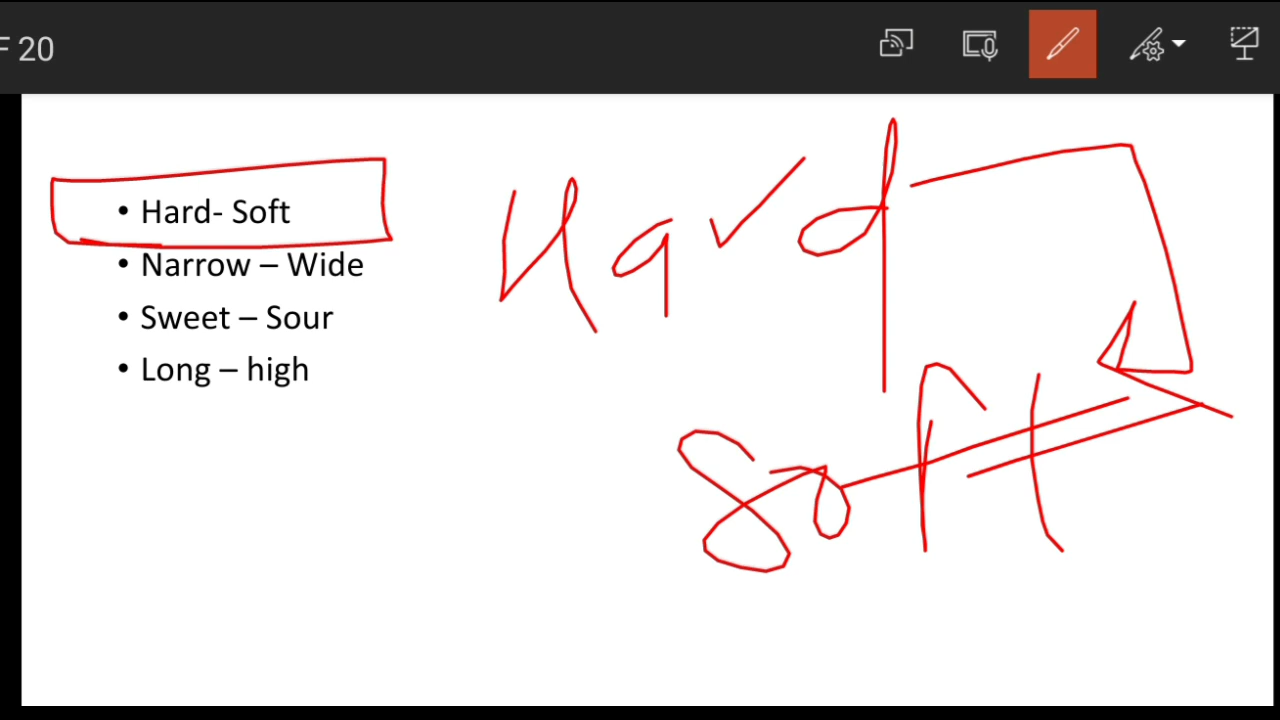 F 20
• Hard- Soft
• Narrow – Wide
• Sweet – Sour
• Long – high
Hard
Soft